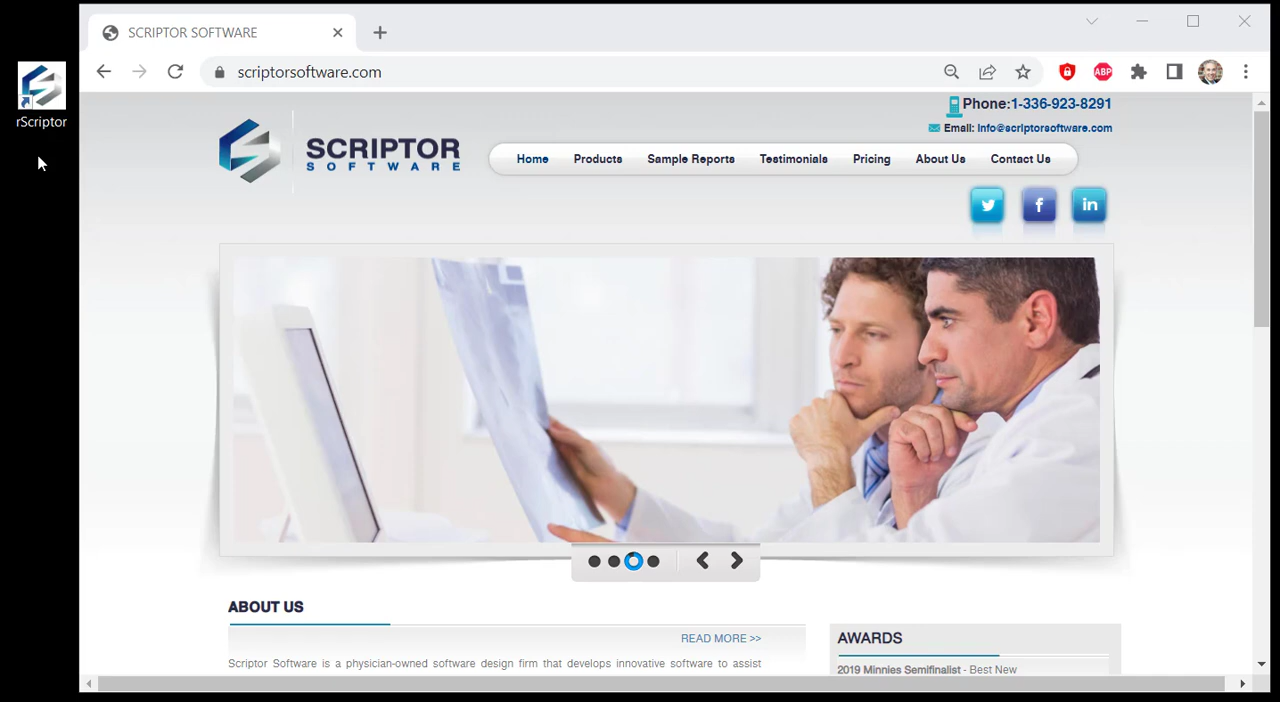 SCRIPTOR SOFTWARE
scriptorsoftware.com
ABP
rScriptor
Phone:1-336-923-8291
Email: Info@scriptorsoftware.com
SCRIPTOR
SOFTWARE
Home Products Sample Reports Testimonials Pricing About Us Contact Us
f in
ABOUT US
READ MORE >>
Scriptor Software is a physician-owned software design firm that develops innovative software to assist
AWARDS
2019 Minnies Semifinalist - Best New